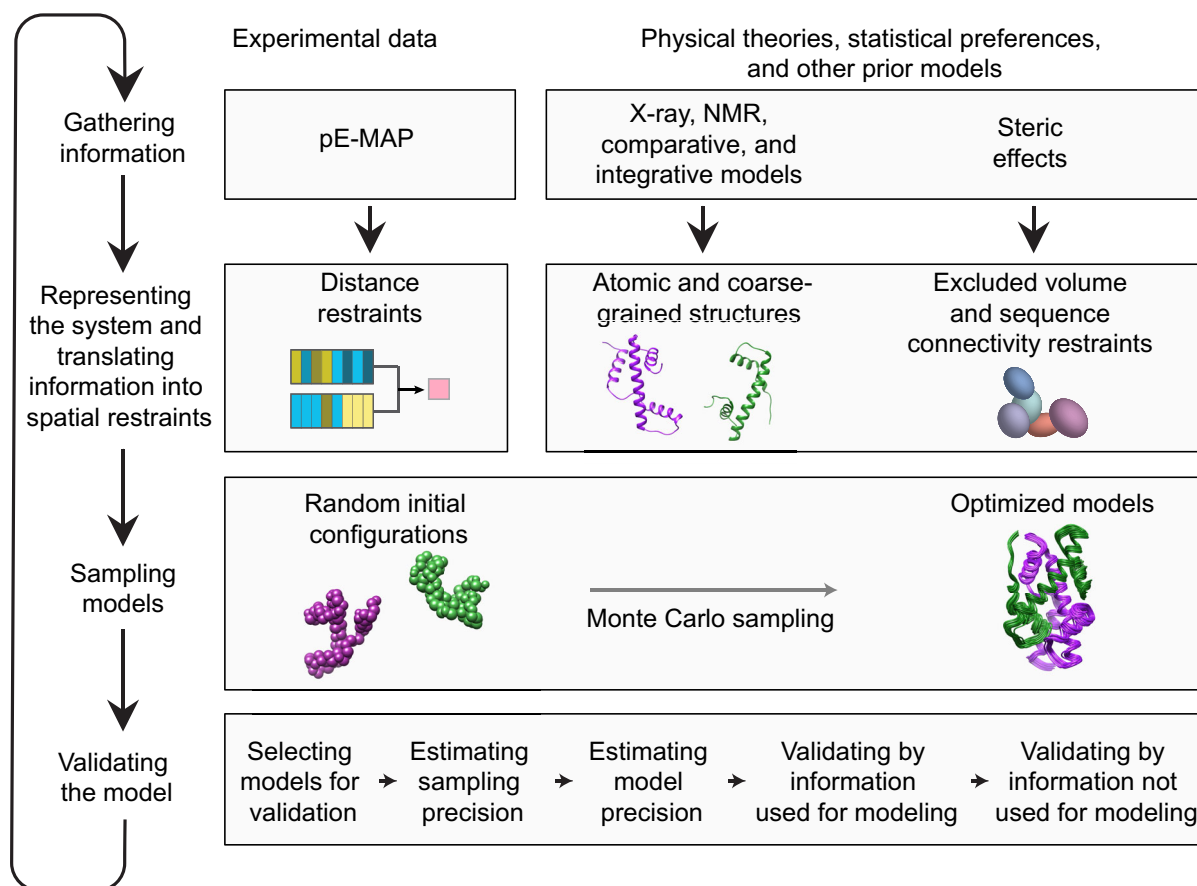 Experimental data
Physical theories, statistical preferences,
and other prior models
Gathering
information
pE-MAP
X-ray, NMR,
comparative, and
integrative models
Steric
effects
Representing
the system and
translating
information into
spatial restraints
Distance
restraints
Atomic and coarse-
grained structures
Excluded volume
and sequence
connectivity restraints
Sampling
models
Random initial
configurations
Monte Carlo sampling
Optimized models
Validating
the model
Selecting
models for
validation
Estimating
sampling
precision
Estimating
model
precision
Validating by
information
used for modeling
Validating by
information not
used for modeling